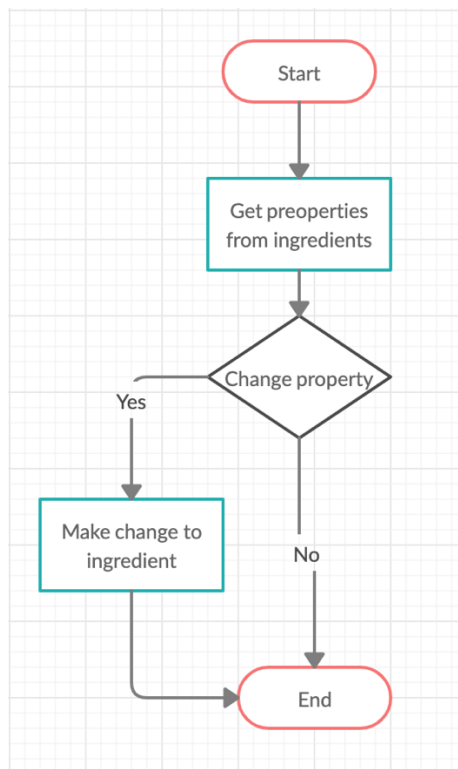 Start
Get preoperties
from ingredients
Change property
Yes
Make change to
ingredient
No
End